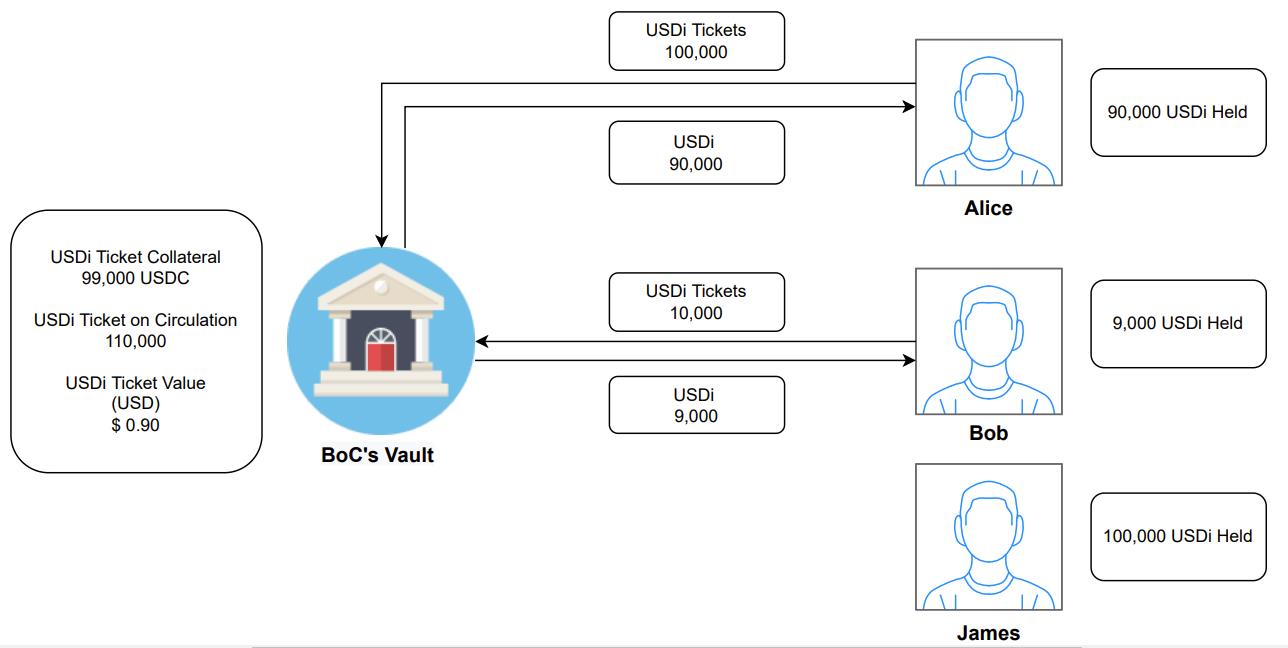 USDi Tickets
100,000
USDi
90,000
90,000 USDi Held
Alice
USDi Ticket Collateral
99,000 USDC
USDi Ticket on Circulation
110,000
USDi Ticket Value
(USD)
$ 0.90
BoC's Vault
USDi Tickets
10,000
USDi
9,000
9,000 USDi Held
Bob
100,000 USDi Held
James